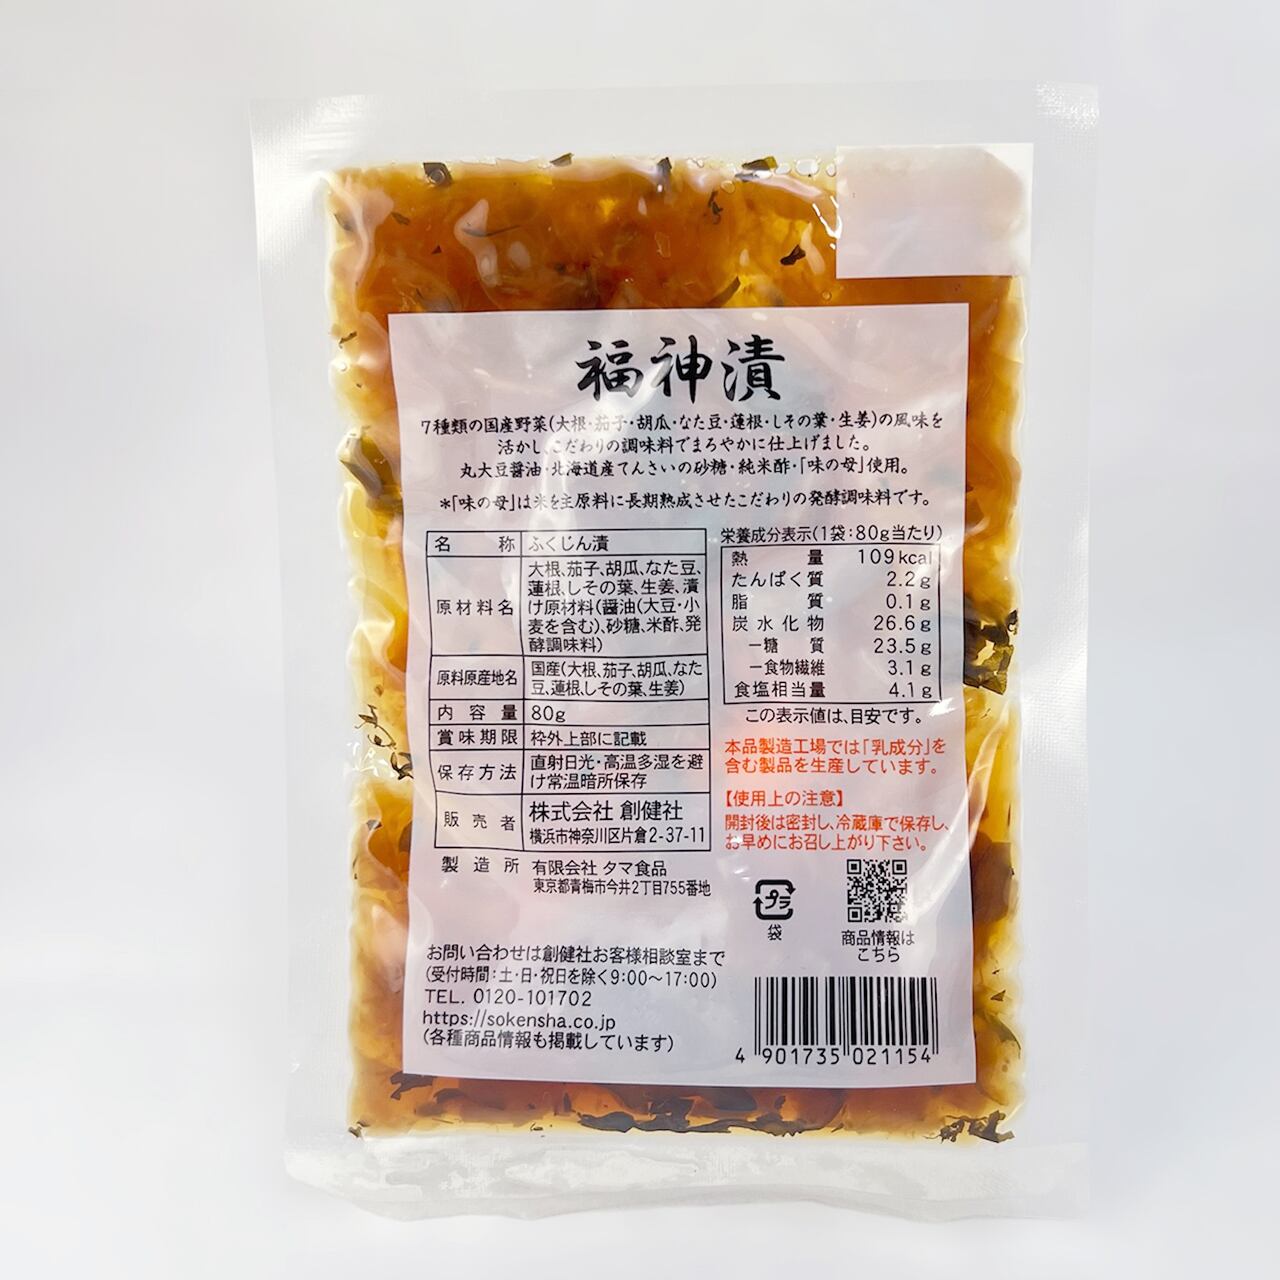 福神漬
7種類の国産野菜(大根・茄子・胡瓜・なた豆・蓮根・しその葉・生姜)の風味を
活かし、こだわりの調味料でまろやかに仕上げました。
丸大豆醤油・北海道産てんさいの砂糖・純米酢・「味の母」使用。
*「味の母」は米を主原料に長期熟成させたこだわりの発酵調味料です。
名称 ふくじん漬
原材料名 大根、茄子、胡瓜、なた豆、
蓮根、しその葉、生姜、漬
け原材料(醤油(大豆・小
麦を含む)、砂糖、米酢、発
酵調味料)
原料原産地名 国産(大根、茄子、胡瓜、なた
豆、蓮根、しその葉、生姜)
内容量 80g
賞味期限 枠外上部に記載
保存方法 直射日光・高温多湿を避
け常温暗所保存
販売者 株式会社 創健社
横浜市神奈川区片倉2-37-11
製造所 有限会社 タマ食品
東京都青梅市今井2丁目755番地
栄養成分表示(1袋:80g当たり)
熱量 109kcal
たんぱく質 2.2g
脂質 0.1g
炭水化物 26.6g
ー糖質 23.5g
ー食物繊維 3.1g
食塩相当量 4.1g
この表示値は、目安です。
本品製造工場では「乳成分」を
含む製品を生産しています。
【使用上の注意】
開封後は密封し、冷蔵庫で保存し、
お早めにお召し上がり下さい。
プラ
袋
商品情報は
こちら
お問い合わせは創健社お客様相談室まで
(受付時間:土・日・祝日を除く9:00〜17:00)
TEL. 0120-101702
https://sokensha.co.jp
(各種商品情報も掲載しています)
4 901735 021154